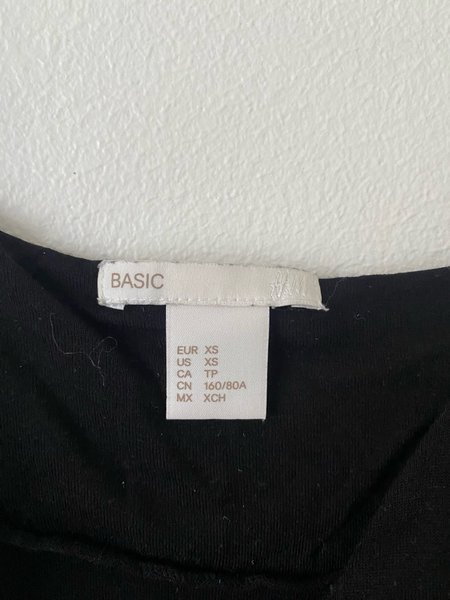 BASIC
H&M
EUR XS
US XS
CA TP
CN 160/80A
MX XCH